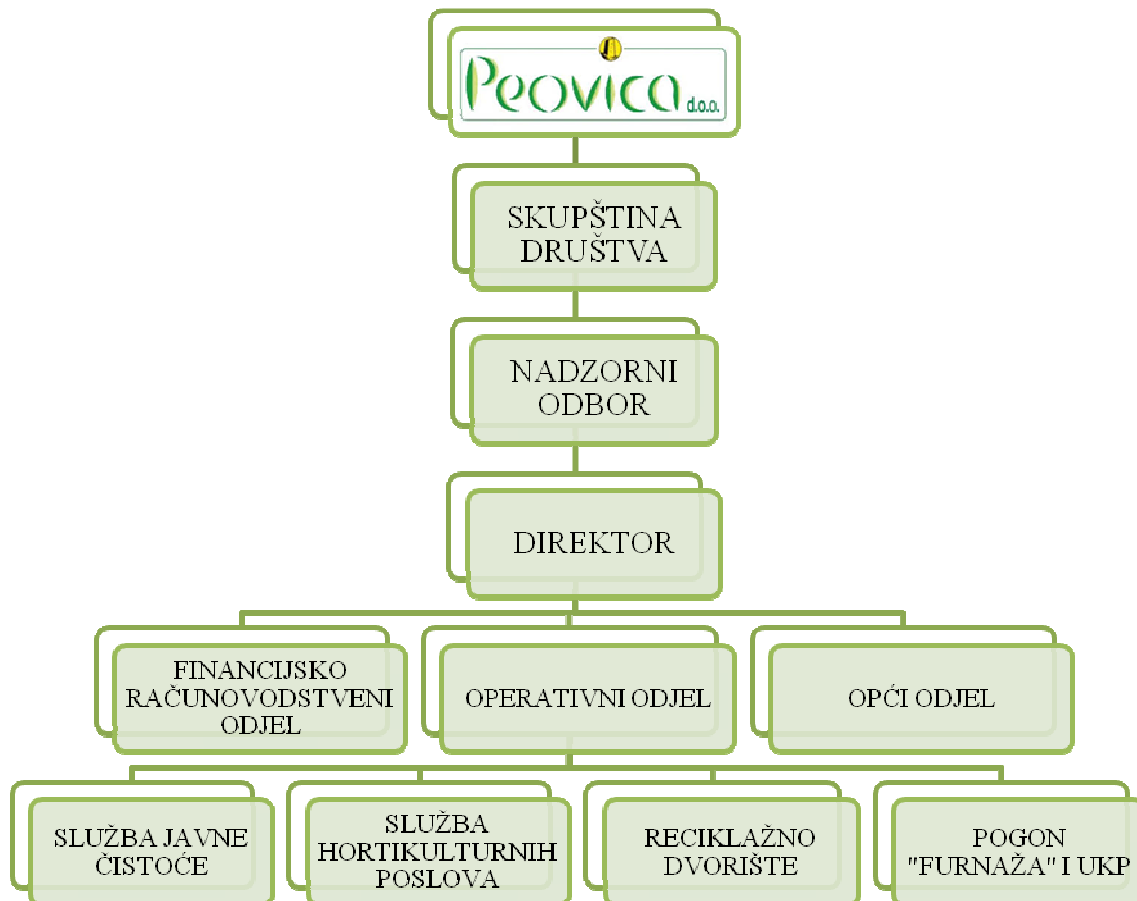 Peovica d.o.o.
SKUPŠTINA
DRUŠTVA
NADZORNI
ODBOR
DIREKTOR
FINANCIJSKO
RAČUNOVODSTVENI
ODJEL
OPERATIVNI ODJEL
OPĆI ODJEL
SLUŽBA JAVNE
ČISTOĆE
SLUŽBA
HORTIKULTURNIH
POSLOVA
RECIKLAŽNO
DVORIŠTE
POGON
"FURNAŽA" I UKP